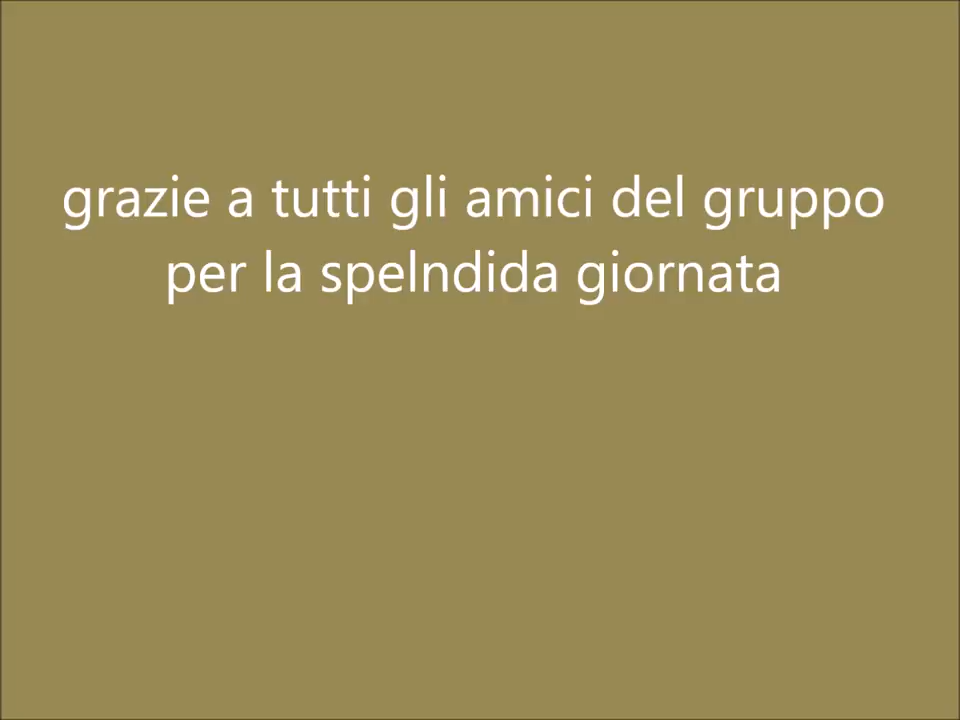 grazie a tutti gli amici del gruppo
per la spelndida giornata